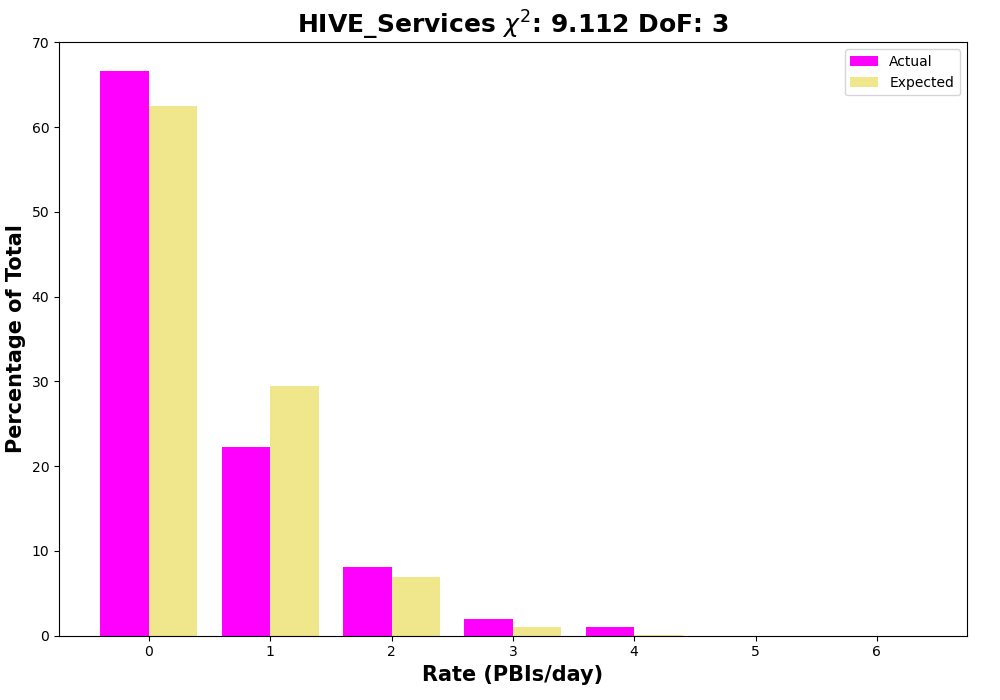 HIVE_Services χ²: 9.112 DoF: 3
Actual
Expected
70
60
50
40
30
20
10
0
Percentage of Total
0 1 2 3 4 5 6
Rate (PBIs/day)